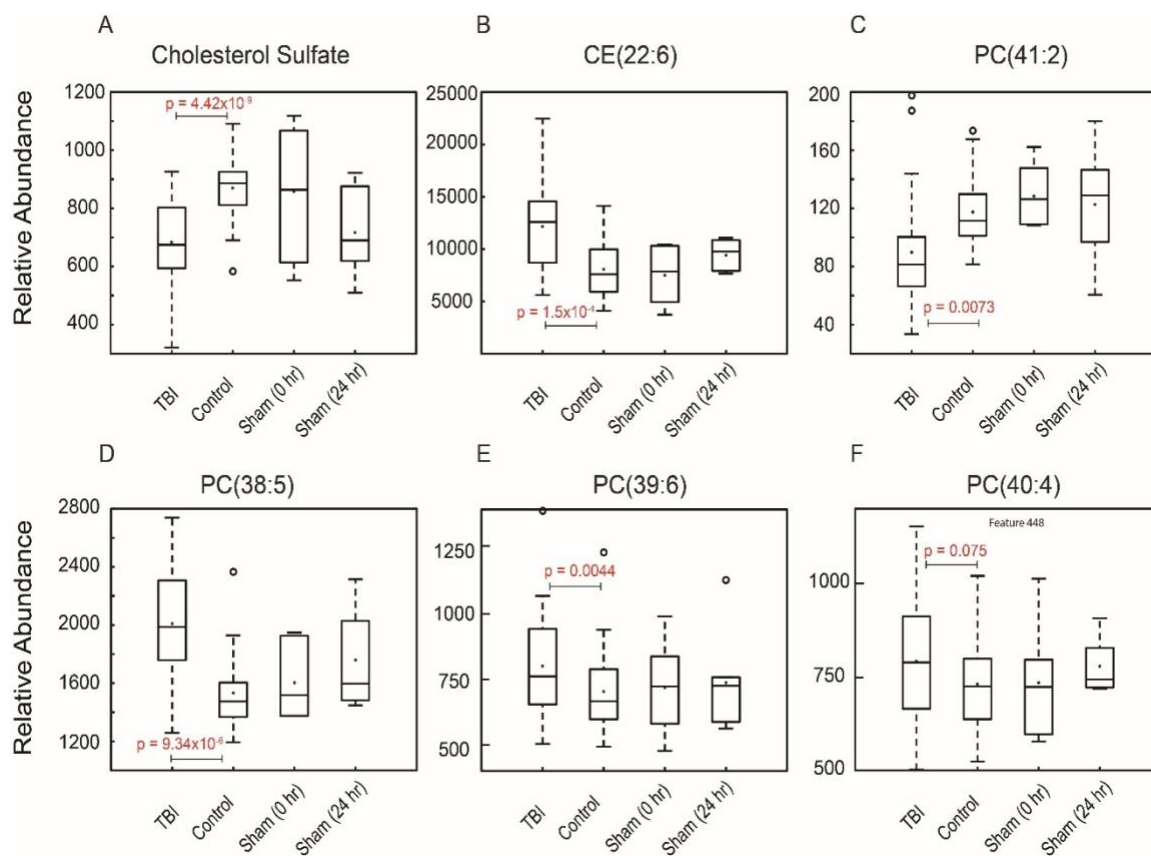 A B C
Cholesterol Sulfate CE(22:6) PC(41:2)
Relative Abundance
1200
1000
800
600
400
p = 4.42x10-9
TBI Control Sham (0 hr) Sham (24 hr)
25000
20000
15000
10000
5000
p = 1.5x10-4
TBI Control Sham (0 hr) Sham (24 hr)
200
160
120
80
40
p = 0.0073
TBI Control Sham (0 hr) Sham (24 hr)
D E F
PC(38:5) PC(39:6) PC(40:4)
Relative Abundance
2800
2400
2000
1600
1200
p = 9.34x10-6
TBI Control Sham (0 hr) Sham (24 hr)
1250
1000
750
500
p = 0.0044
TBI Control Sham (0 hr) Sham (24 hr)
Feature 448
1000
750
500
p = 0.075
TBI Control Sham (0 hr) Sham (24 hr)